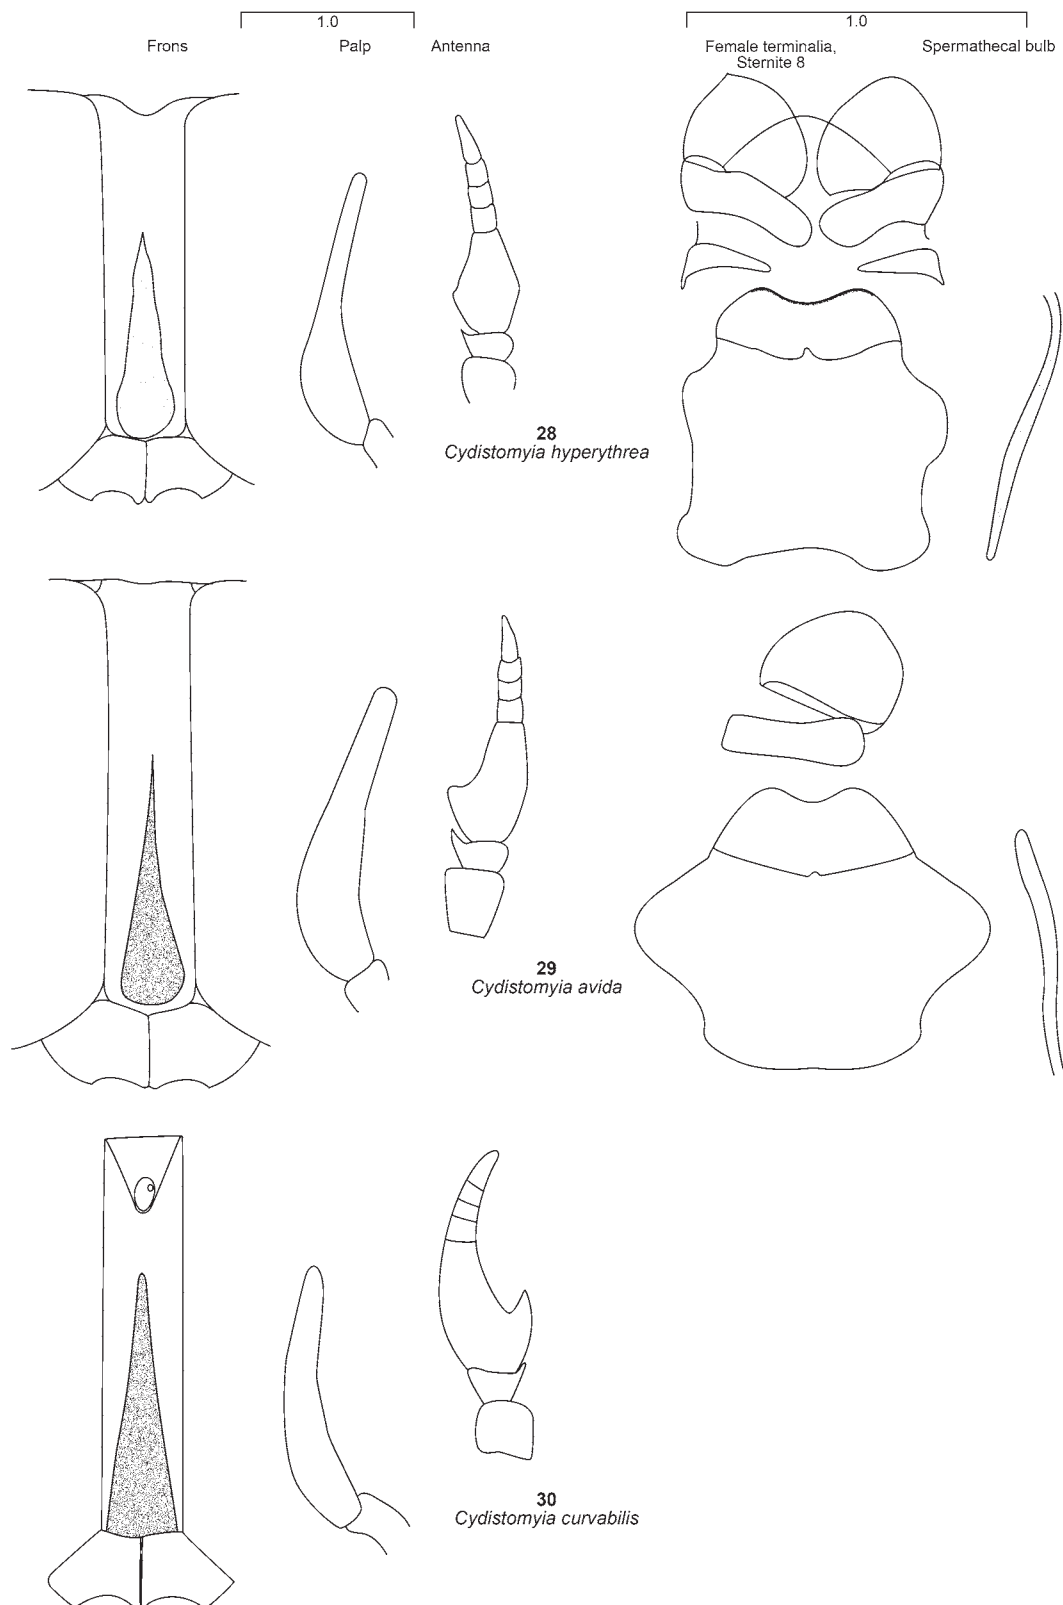 1.0
1.0
Frons
Palp
Antenna
Female terminalia,
Sternite 8
Spermathecal bulb
28
Cydistomyia hyperythrea
29
Cydistomyia avida
30
Cydistomyia curvabilis